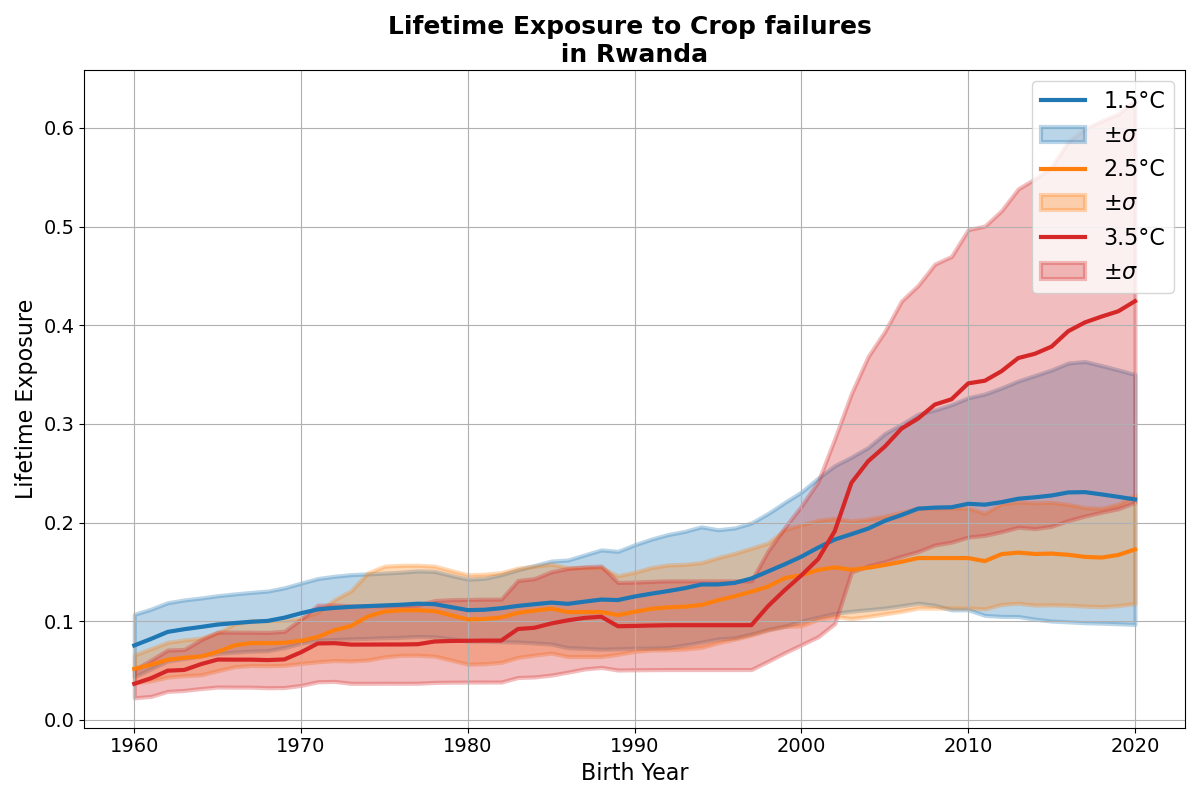 Lifetime Exposure to Crop failures
in Rwanda
0.6
0.5
0.4
0.3
0.2
0.1
0.0
Lifetime Exposure
1960 1970 1980 1990 2000 2010 2020
Birth Year
1.5°C
±σ
2.5°C
±σ
3.5°C
±σ